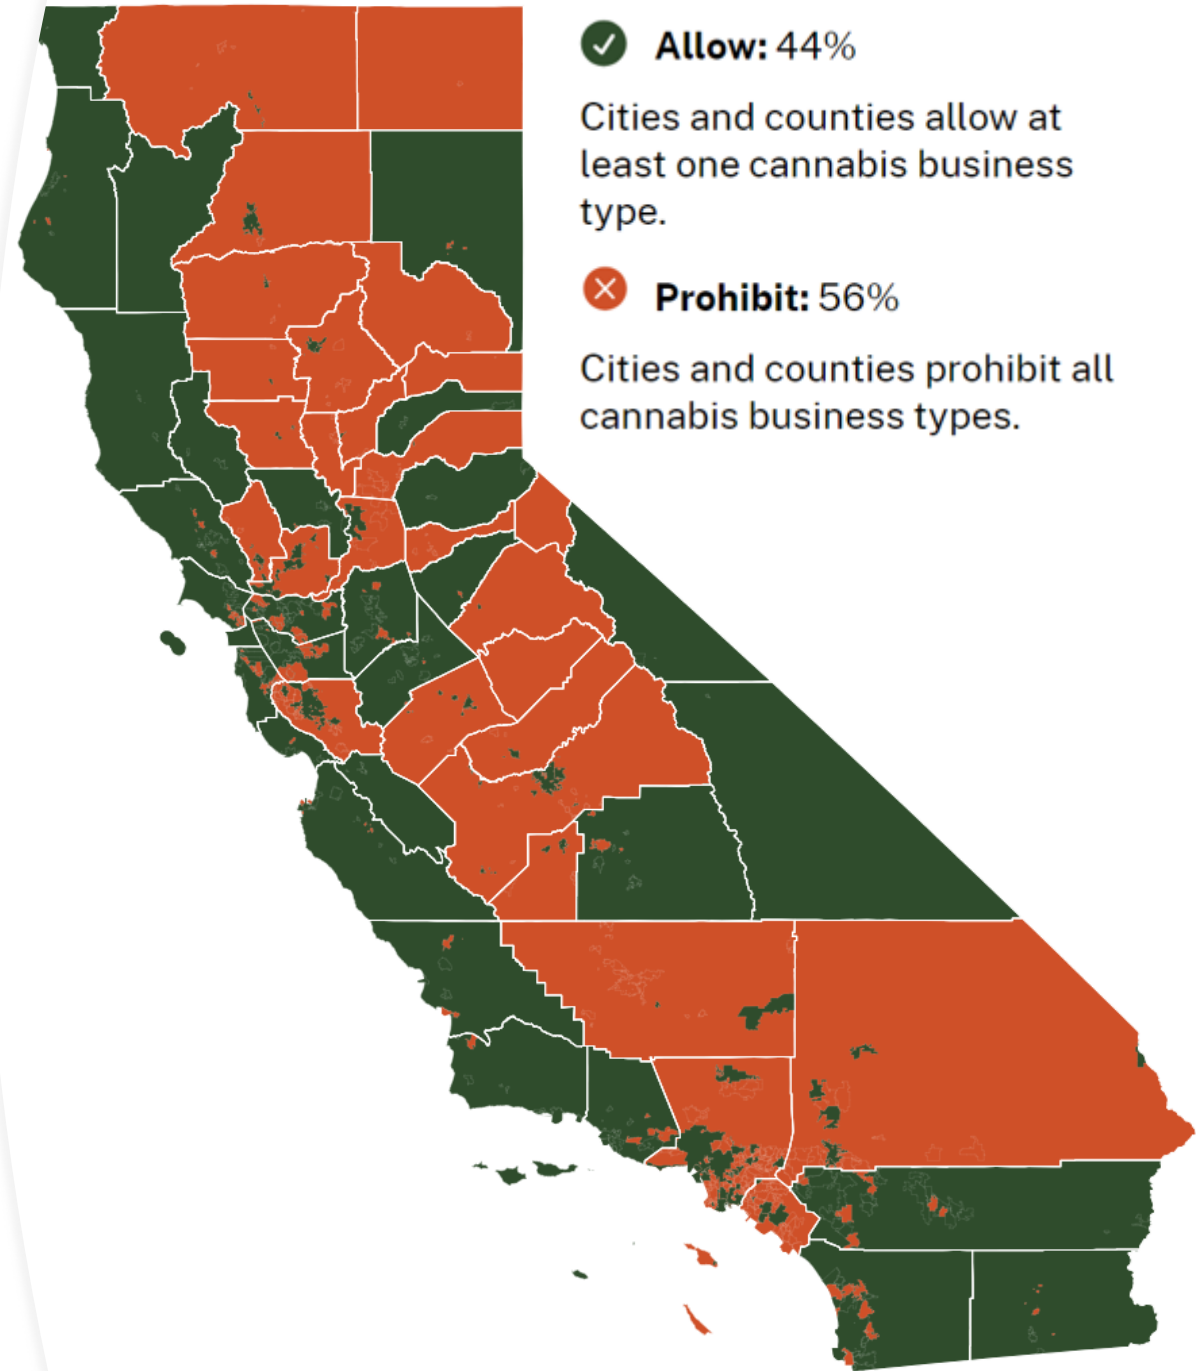 Allow: 44%
Cities and counties allow at
least one cannabis business
type.
Prohibit: 56%
Cities and counties prohibit all
cannabis business types.